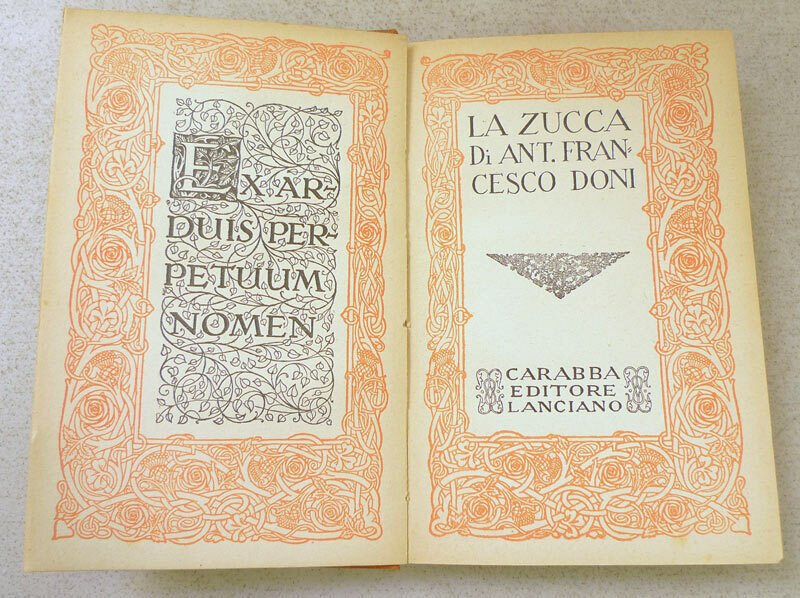 EX·AR-
DUIS PER-
PETUUM
NOMEN
LA ZUCCA
Di ANT. FRAN-
CESCO DONI
CARABBA
EDITORE
LANCIANO